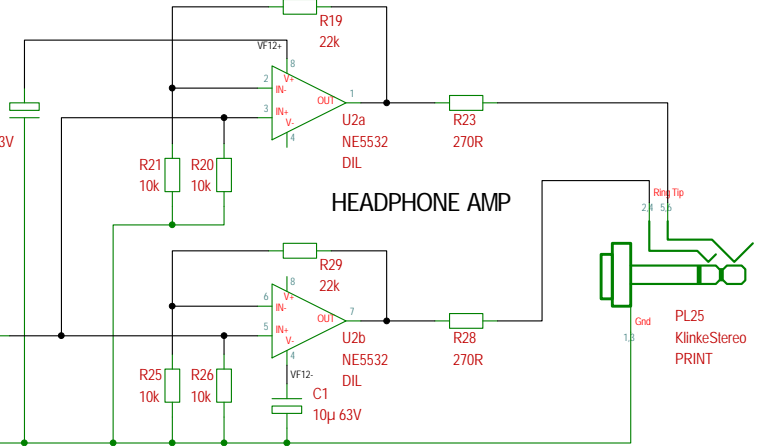 R19
22k
VF12+
8
V+
2
IN-
OUT
1
3
IN+
V-
4
U2a
NE5532
DIL
R23
270R
3V
R21
10k
R20
10k
HEADPHONE AMP
Ring Tip
2,4 5,6
R29
22k
8
V+
6
IN-
OUT
7
5
IN+
V-
4
U2b
NE5532
DIL
R28
270R
Gnd
1,3
PL25
KlinkeStereo
PRINT
VF12-
R25
10k
R26
10k
C1
10µ 63V